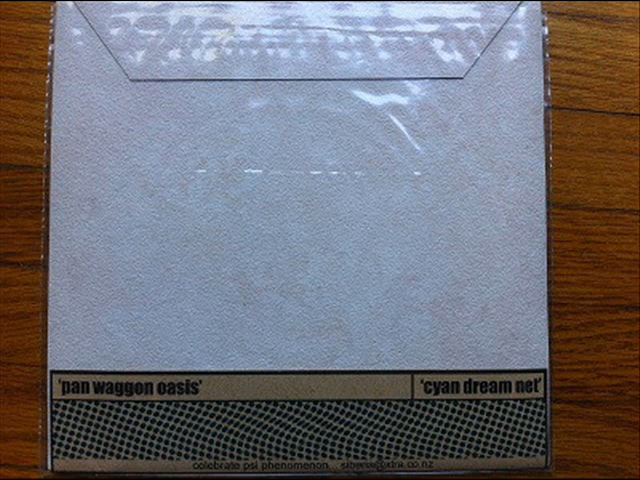 'pan waggon oasis' 'cyan dream net'
celebrate psi phenomenon